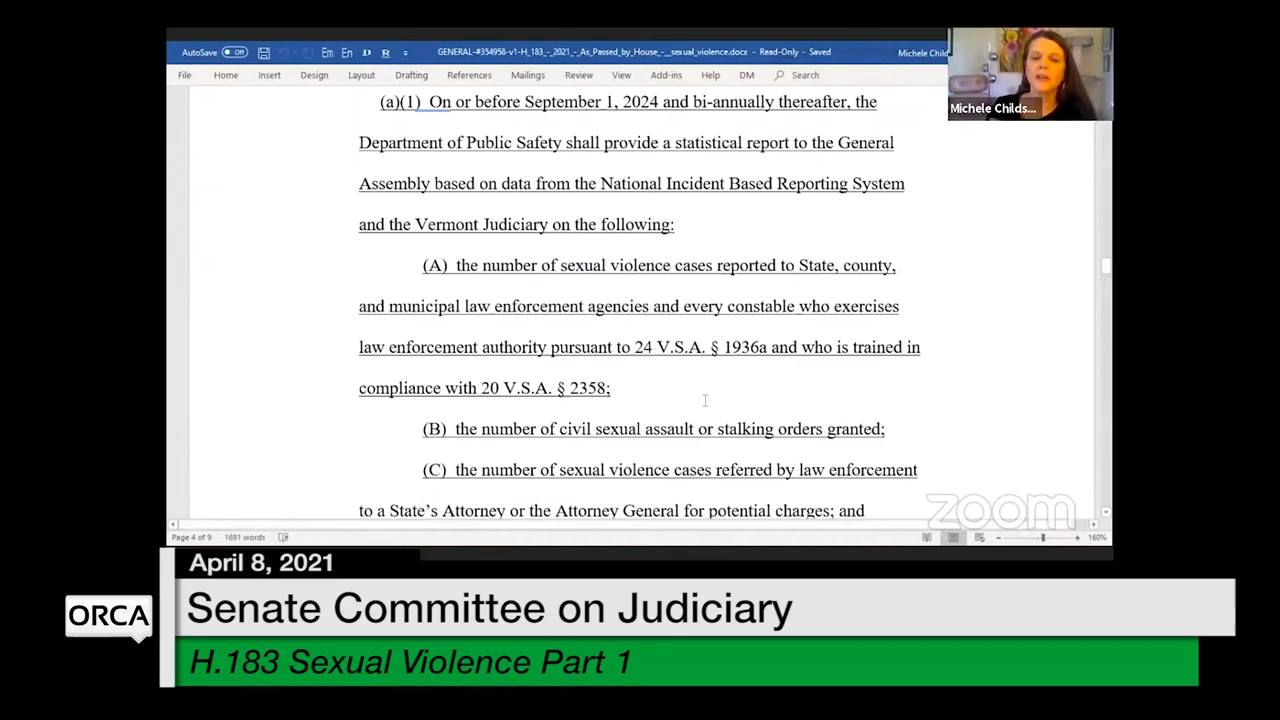 AutoSave Off Em En D R GENERAL-#354958-v1-H_183_-_2021_-_As_Passed_by_House_-__sexual_violence.docx - Read-Only - Saved Michele Child
File Home Insert Design Layout Drafting References Mailings Review View Add-ins Help DM Search
Michele Childs...
(a)(1) On or before September 1, 2024 and bi-annually thereafter, the
Department of Public Safety shall provide a statistical report to the General
Assembly based on data from the National Incident Based Reporting System
and the Vermont Judiciary on the following:
(A) the number of sexual violence cases reported to State, county,
and municipal law enforcement agencies and every constable who exercises
law enforcement authority pursuant to 24 V.S.A. § 1936a and who is trained in
compliance with 20 V.S.A. § 2358;
(B) the number of civil sexual assault or stalking orders granted;
(C) the number of sexual violence cases referred by law enforcement
to a State's Attorney or the Attorney General for potential charges; and
zoom
Page 4 of 9 1691 words 160%
April 8, 2021
ORCA
Senate Committee on Judiciary
H.183 Sexual Violence Part 1